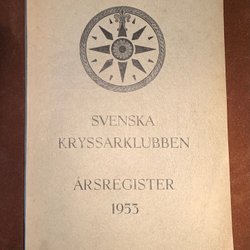 SVENSKA
KRYSSARKLUBBEN
ÅRSREGISTER
1953